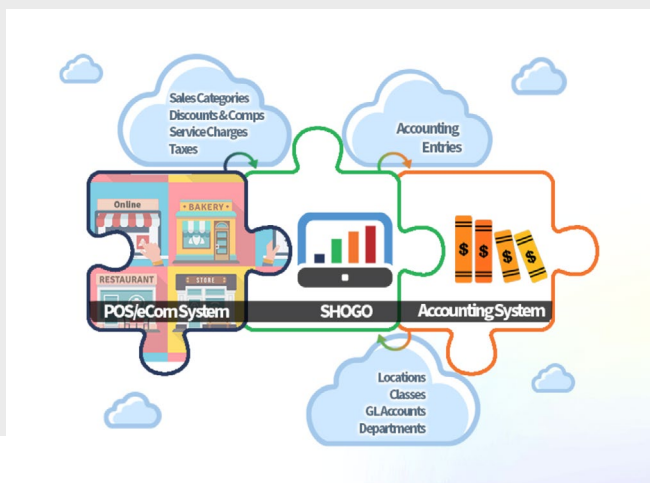 Sales Categories
Discounts & Comps
Service Charges
Taxes
Accounting
Entries
Online
• BAKERY •
RESTAURANT
STORE
$ $ $ $
POS/eCom System
SHOGO
Accounting System
Locations
Classes
GL Accounts
Departments